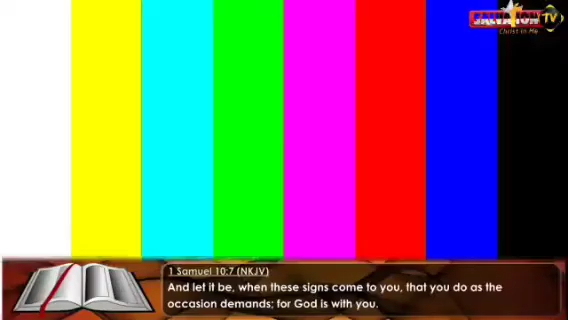 SALVATION TV
Christ in Me
1 Samuel 10:7 (NKJV)
And let it be, when these signs come to you, that you do as the
occasion demands; for God is with you.